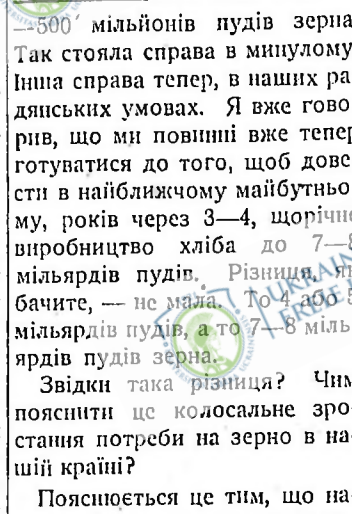 —500 мільйонів пудів зерна
Так стояла справа в минулому
Інша справа тепер, в наших ра
дянських умовах. Я вже гово
рив, що ми повинні вже тепер
готуватися до того, щоб дове
сти в найближчому майбутньо
му, років через 3—4, щорічне
виробництво хліба до 7—8
мільярдів пудів. Різниця, як
бачите, — не мала. То 4 або 5
мільярдів пудів, а то 7—8 міль
ярдів пудів зерна.
Звідки така різниця? Чим
пояснити це колосальне зро
стання потреби на зерно в на
шій країні?
Пояснюється це тим, що на